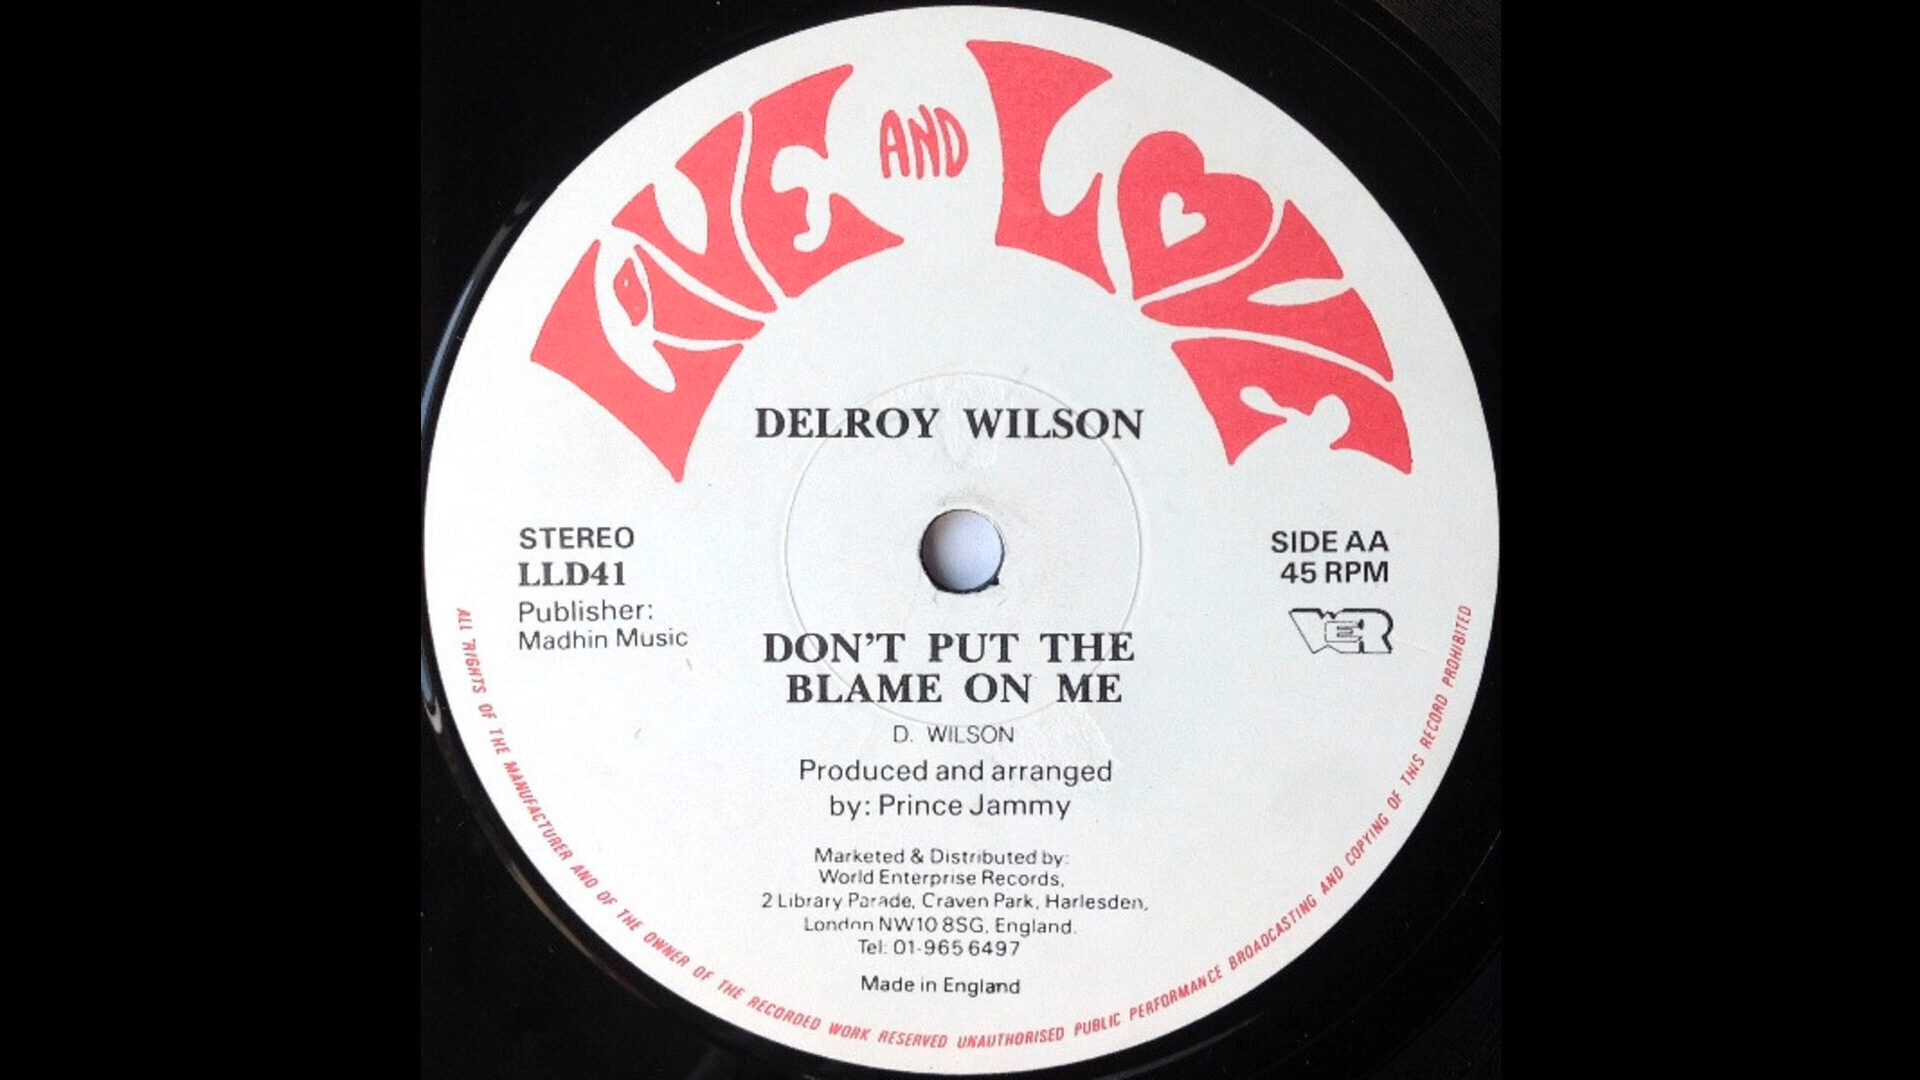 LIVE AND LOVE
DELROY WILSON
STEREO
LLD41
Publisher:
Madhin Music
SIDE AA
45 RPM
WER
DON'T PUT THE
BLAME ON ME
D. WILSON
Produced and arranged
by: Prince Jammy
Marketed & Distributed by:
World Enterprise Records,
2 Library Parade, Craven Park, Harlesden,
London NW10 8SG, England.
Tel: 01-965 6497
Made in England
ALL RIGHTS OF THE MANUFACTURER AND OF THE OWNER OF THE RECORDED WORK RESERVED UNAUTHORISED PUBLIC PERFORMANCE BROADCASTING AND COPYING OF THIS RECORD PROHIBITED